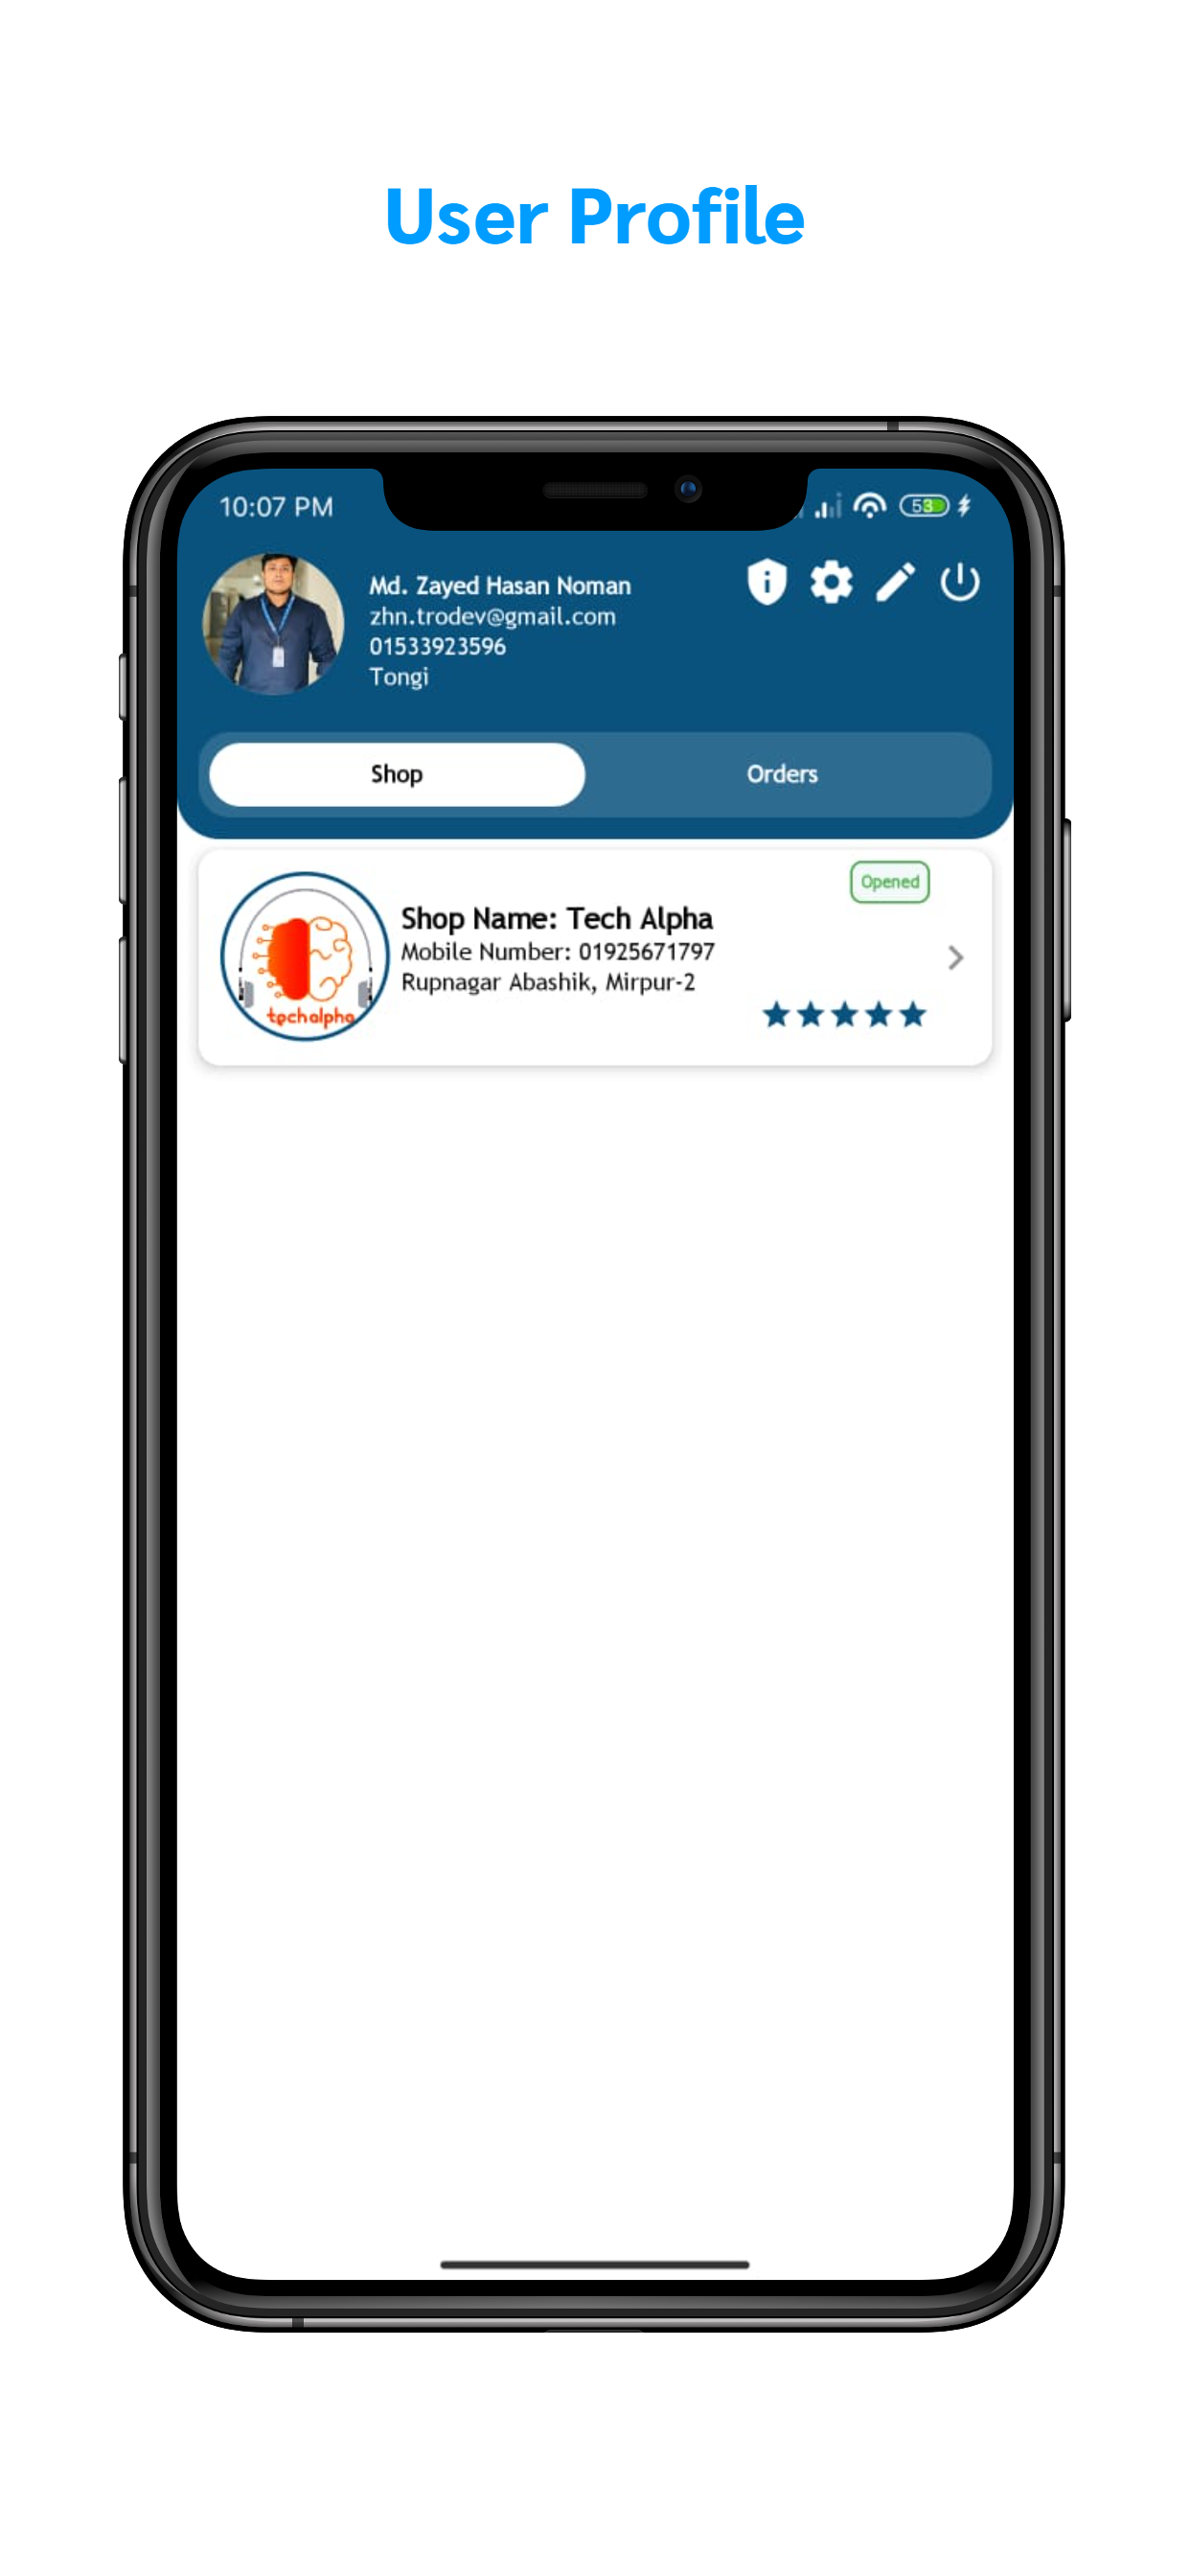 User Profile
10:07 PM
53
Md. Zayed Hasan Noman
zhn.trodev@gmail.com
01533923596
Tongi
Shop
Orders
Opened
Shop Name: Tech Alpha
Mobile Number: 01925671797
Rupnagar Abashik, Mirpur-2
techalpha